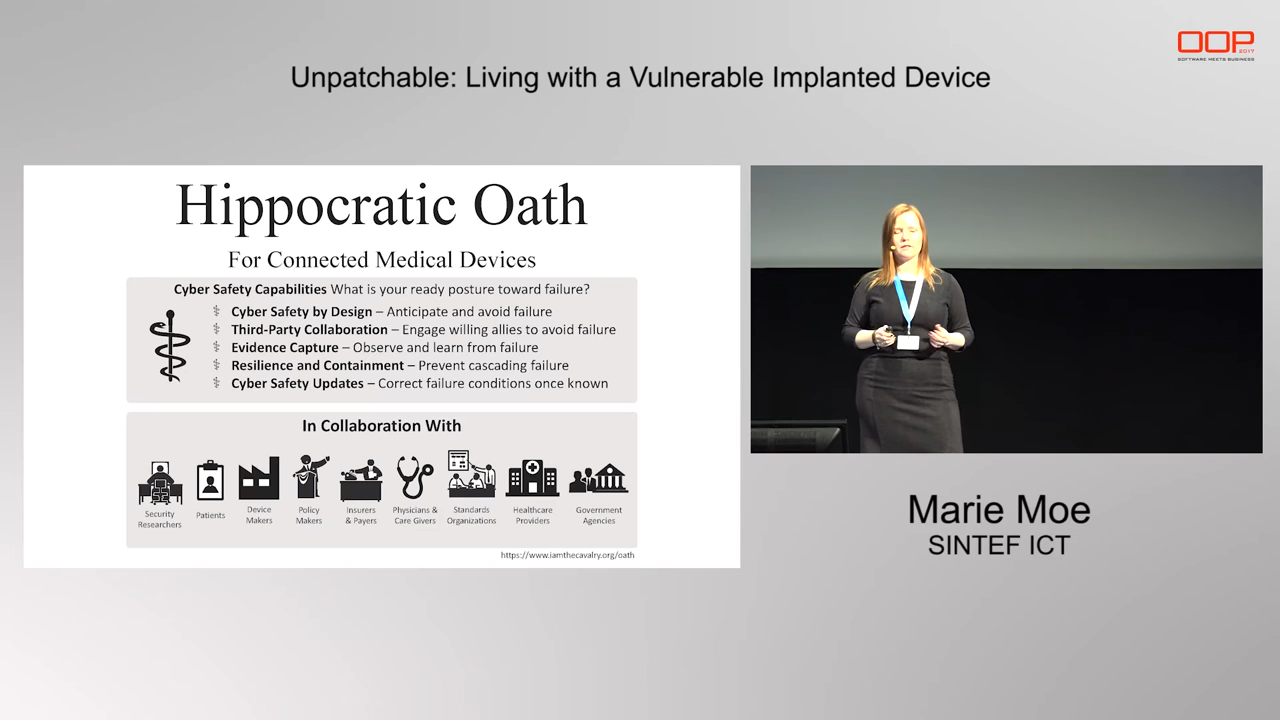 OOP
2017
SOFTWARE MEETS BUSINESS
Unpatchable: Living with a Vulnerable Implanted Device
Hippocratic Oath
For Connected Medical Devices
Cyber Safety Capabilities What is your ready posture toward failure?
Cyber Safety by Design – Anticipate and avoid failure
Third-Party Collaboration – Engage willing allies to avoid failure
Evidence Capture – Observe and learn from failure
Resilience and Containment – Prevent cascading failure
Cyber Safety Updates – Correct failure conditions once known
In Collaboration With
Security
Researchers
Patients
Device
Makers
Policy
Makers
Insurers
& Payers
Physicians &
Care Givers
Standards
Organizations
Healthcare
Providers
Government
Agencies
https://www.iamthecavalry.org/oath
Marie Moe
SINTEF ICT